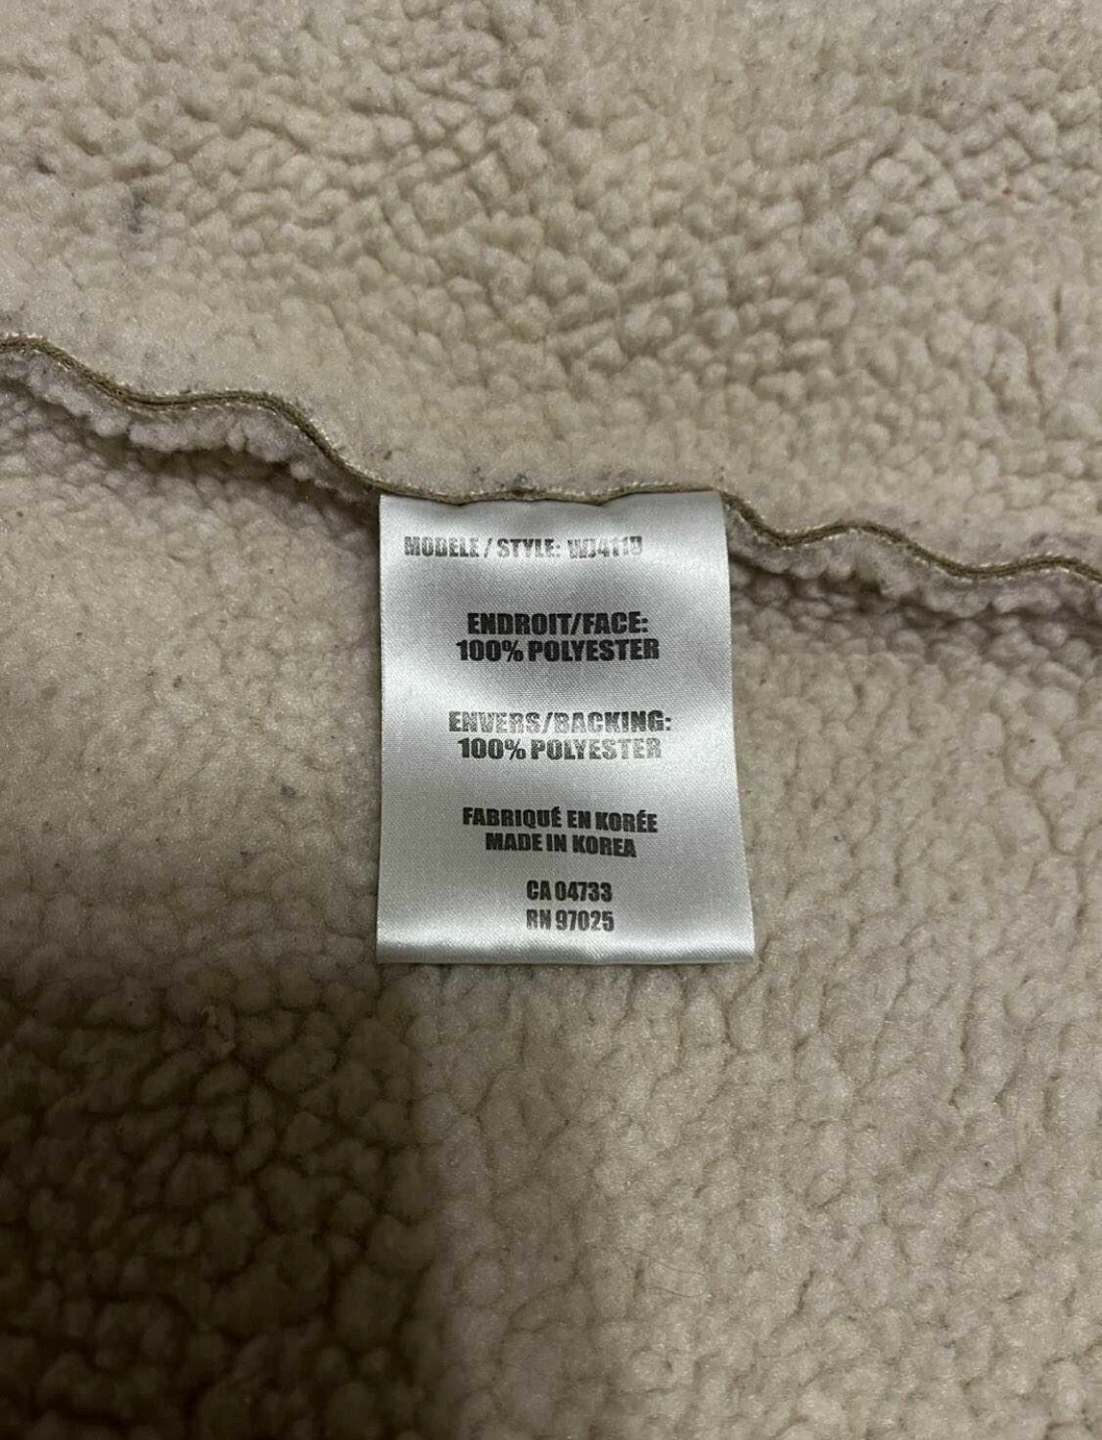 MODELE / STYLE:
ENDROIT/FACE:
100% POLYESTER
ENVERS/BACKING:
100% POLYESTER
FABRIQUÉ EN KORÉE
MADE IN KOREA
CA 04733
RN 97025